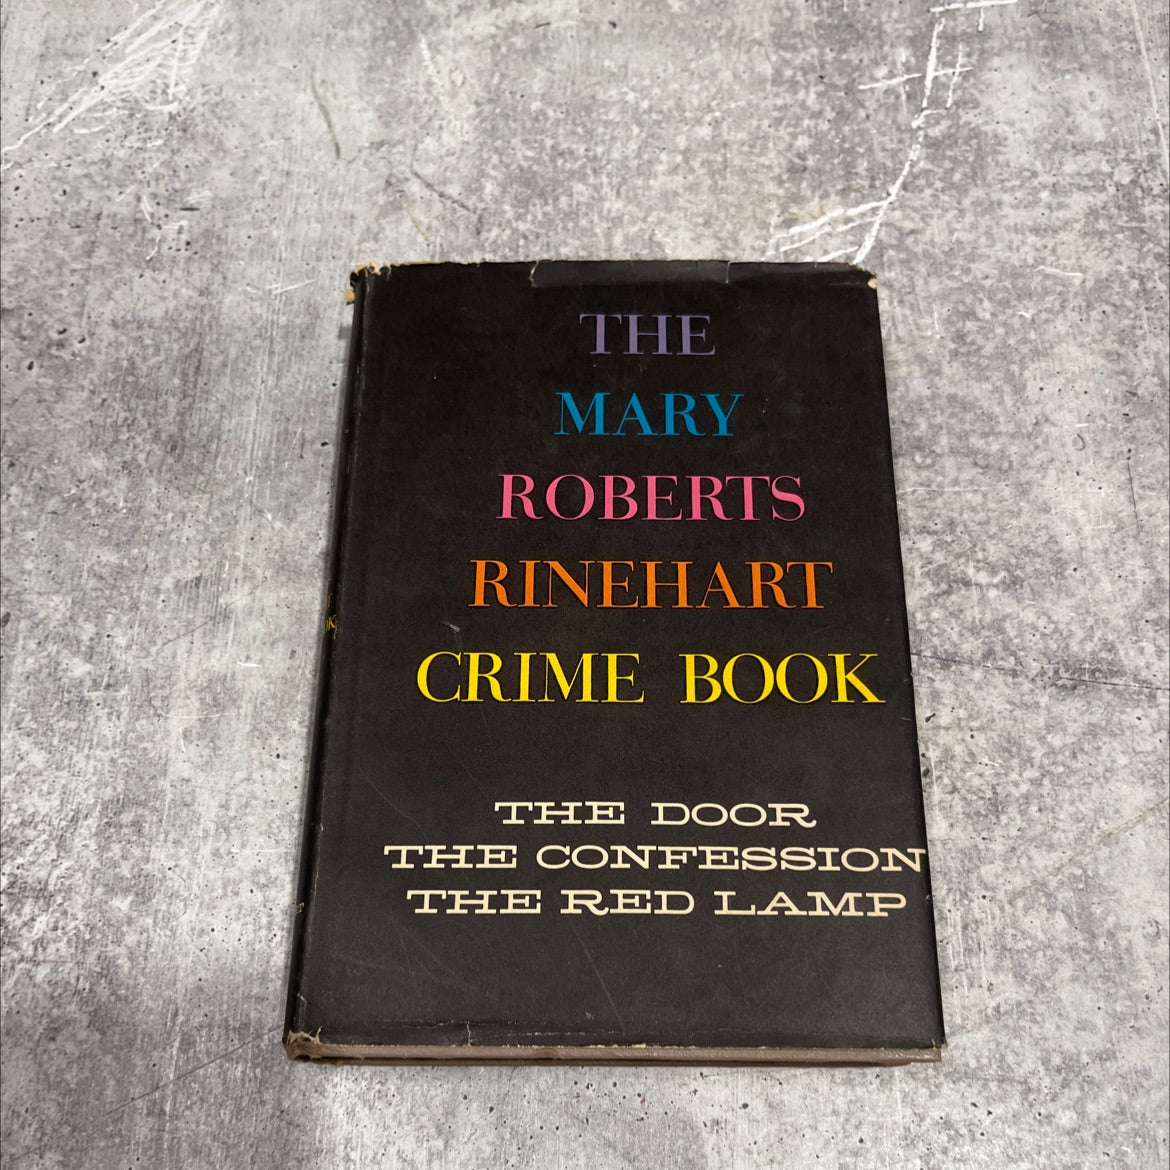 THE
MARY
ROBERTS
RINEHART
CRIME BOOK
THE DOOR
THE CONFESSION
THE RED LAMP